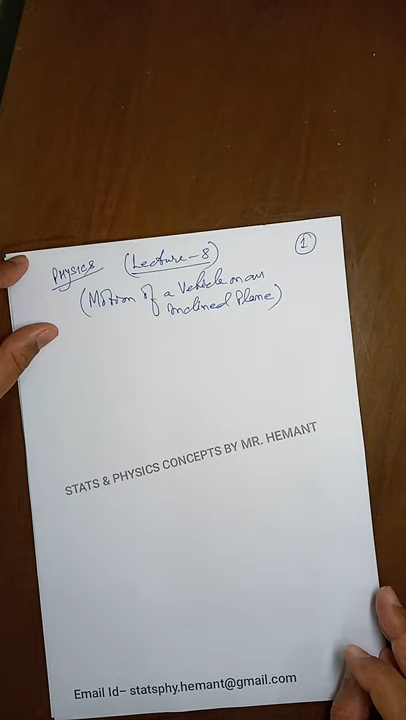 PHYSICS (Lecture-8) 1
(Motion of a Vehicle on an
Inclined Plane)
STATS & PHYSICS CONCEPTS BY MR. HEMANT
Email Id– statsphy.hemant@gmail.com